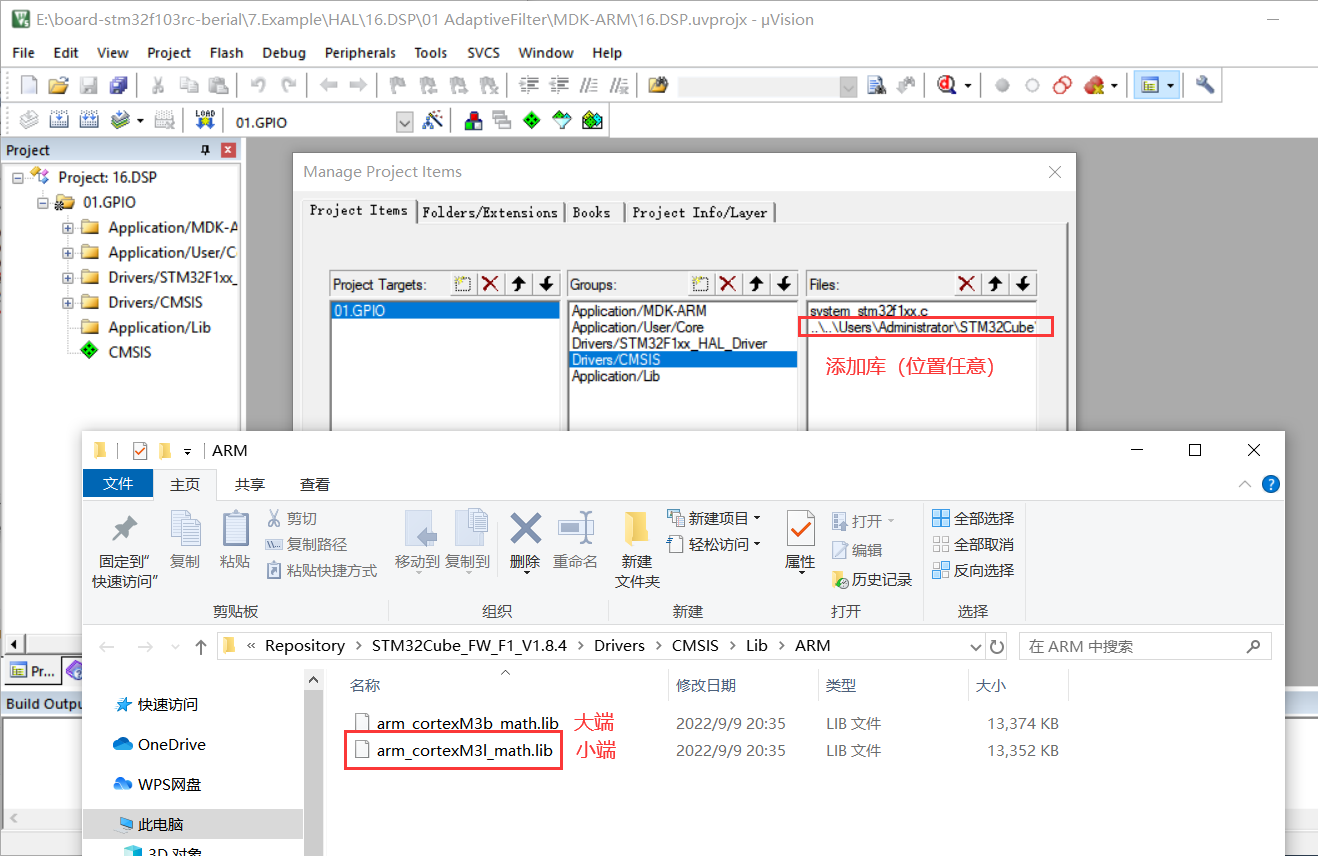 E:\board-stm32f103rc-berial\7.Example\HAL\16.DSP\01 AdaptiveFilter\MDK-ARM\16.DSP.uvprojx - µVision
File Edit View Project Flash Debug Peripherals Tools SVCS Window Help
LOAD 01.GPIO
Project
Project: 16.DSP
01.GPIO
Application/MDK-A
Application/User/C
Drivers/STM32F1xx_
Drivers/CMSIS
Application/Lib
CMSIS
Pr...
Build Outpu
Manage Project Items
Project Items Folders/Extensions Books Project Info/Layer
Project Targets: Groups: Files:
01.GPIO
Application/MDK-ARM
Application/User/Core
Drivers/STM32F1xx_HAL_Driver
Drivers/CMSIS
Application/Lib
system_stm32f1xx.c
..\..\Users\Administrator\STM32Cube
添加库（位置任意）
ARM
文件 主页 共享 查看
固定到"快速访问"
复制
粘贴
剪切
复制路径
粘贴快捷方式
剪贴板
移动到
复制到
删除
重命名
组织
新建文件夹
新建项目
轻松访问
新建
属性
打开
编辑
历史记录
打开
全部选择
全部取消
反向选择
选择
« Repository STM32Cube_FW_F1_V1.8.4 Drivers CMSIS Lib ARM
在 ARM 中搜索
快速访问
OneDrive
WPS网盘
此电脑
3D 对象
名称 修改日期 类型 大小
arm_cortexM3b_math.lib 大端 2022/9/9 20:35 LIB 文件 13,374 KB
arm_cortexM3l_math.lib 小端 2022/9/9 20:35 LIB 文件 13,352 KB